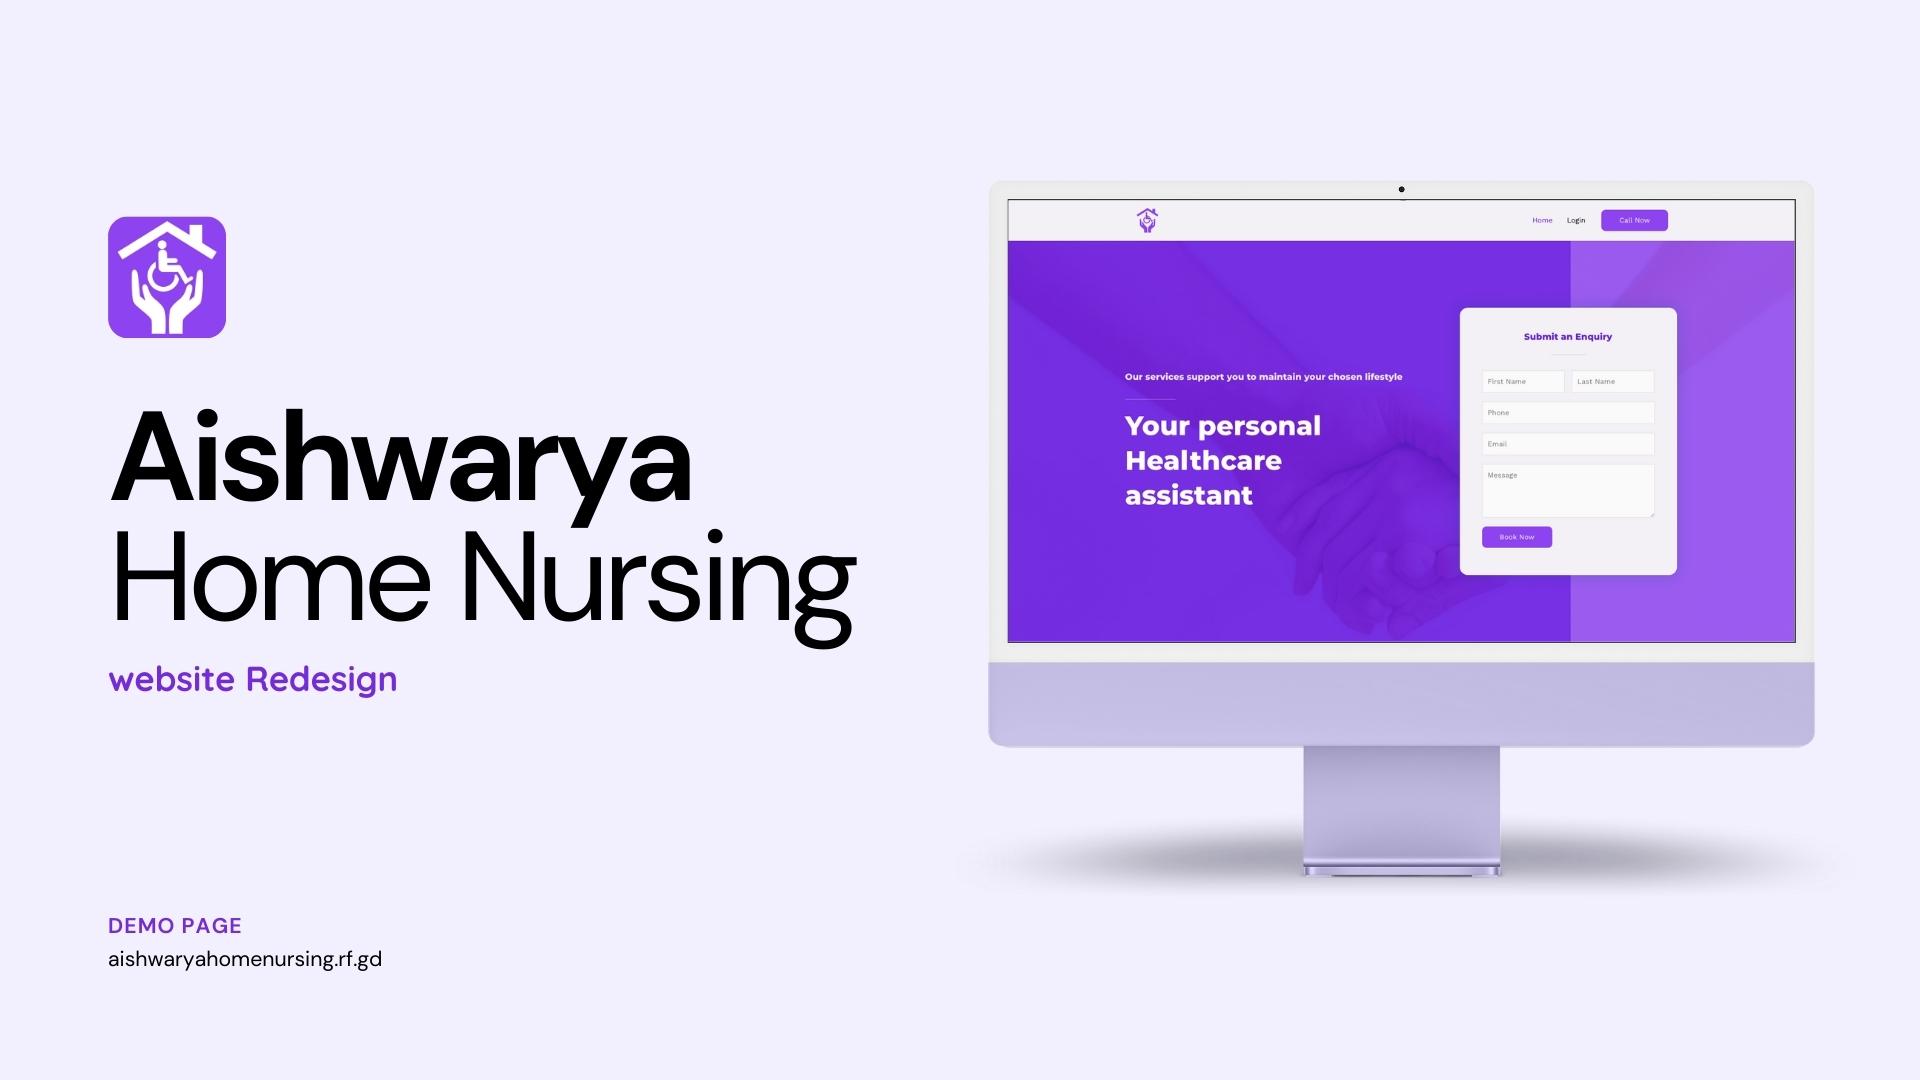 Aishwarya
Home Nursing
website Redesign
DEMO PAGE
aishwaryahomenursing.rf.gd
Home Login Call Now
Our services support you to maintain your chosen lifestyle
Your personal
Healthcare
assistant
Submit an Enquiry
First Name Last Name
Phone
Email
Message
Book Now